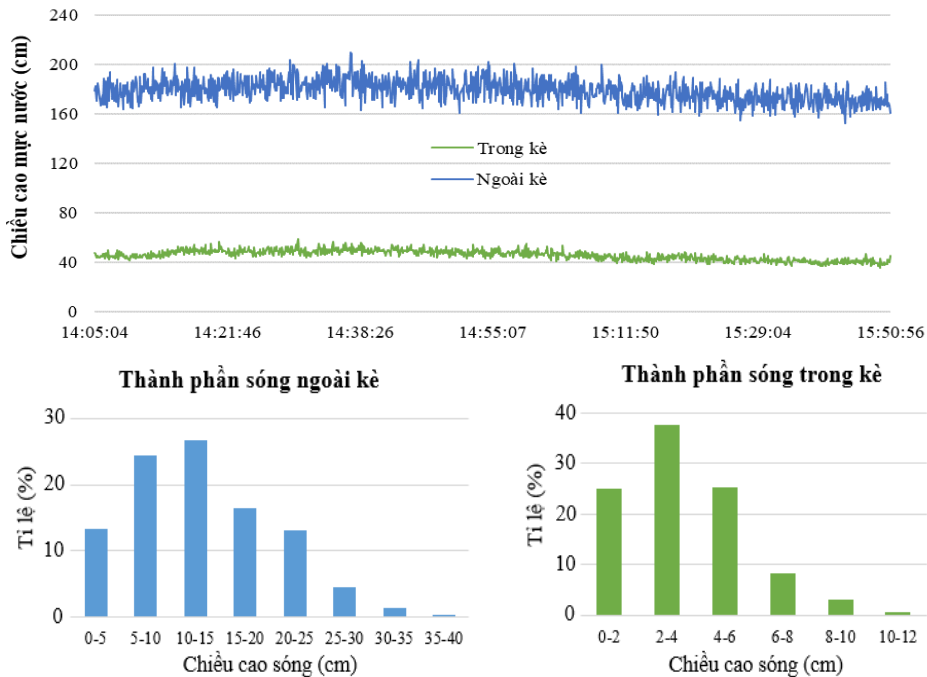 240
200
160
120
80
40
0
Chiều cao mực nước (cm)
Trong kè
Ngoài kè
14:05:04 14:21:46 14:38:26 14:55:07 15:11:50 15:29:04 15:50:56
Thành phần sóng ngoài kè
30
20
10
0
Tỉ lệ (%)
0-5 5-10 10-15 15-20 20-25 25-30 30-35 35-40
Chiều cao sóng (cm)
Thành phần sóng trong kè
40
30
20
10
0
Tỉ lệ (%)
0-2 2-4 4-6 6-8 8-10 10-12
Chiều cao sóng (cm)